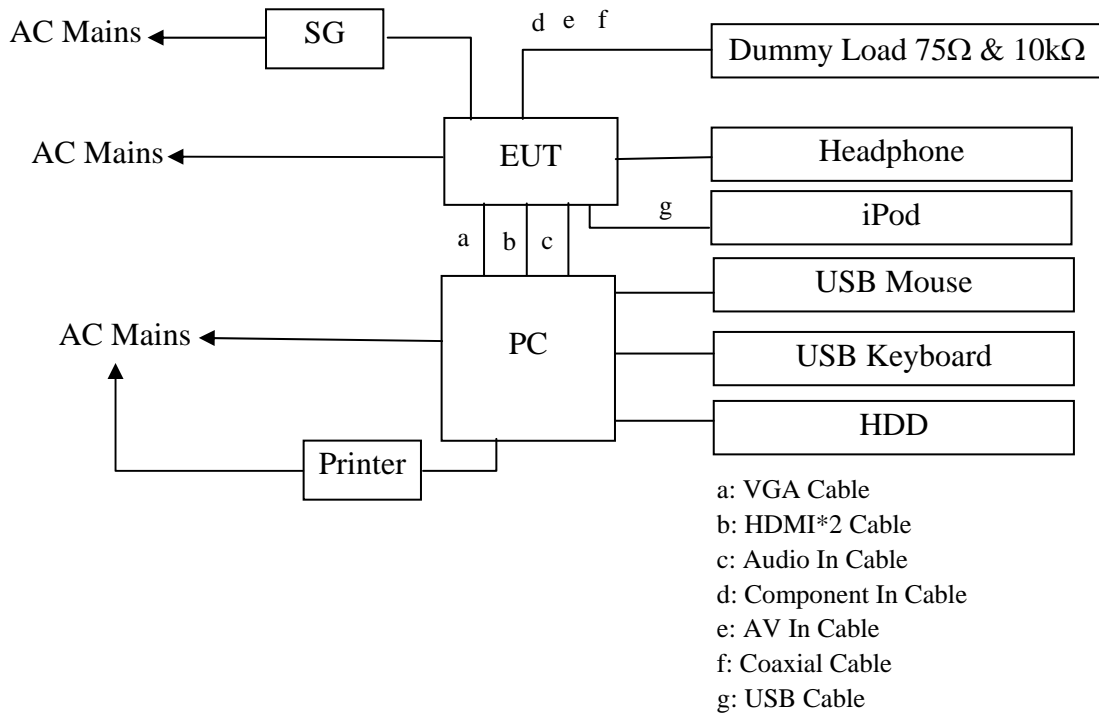 AC Mains
SG
d e f
Dummy Load 75Ω & 10kΩ
AC Mains
EUT
Headphone
g
iPod
a b c
USB Mouse
AC Mains
PC
USB Keyboard
HDD
Printer
a: VGA Cable
b: HDMI*2 Cable
c: Audio In Cable
d: Component In Cable
e: AV In Cable
f: Coaxial Cable
g: USB Cable